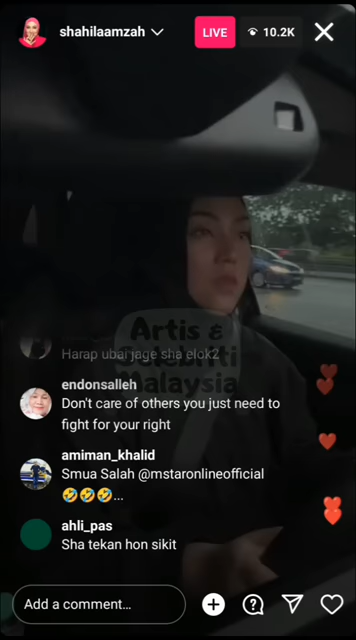 shahilaamzah
LIVE
10.2K
Artis &
Selebriti
Malaysia
Harap ubai jage sha elok2
endonsalleh
Don't care of others you just need to
fight for your right
amiman_khalid
Smua Salah @mstaronlineofficial
🤣🤣🤣...
ahli_pas
Sha tekan hon sikit
Add a comment...